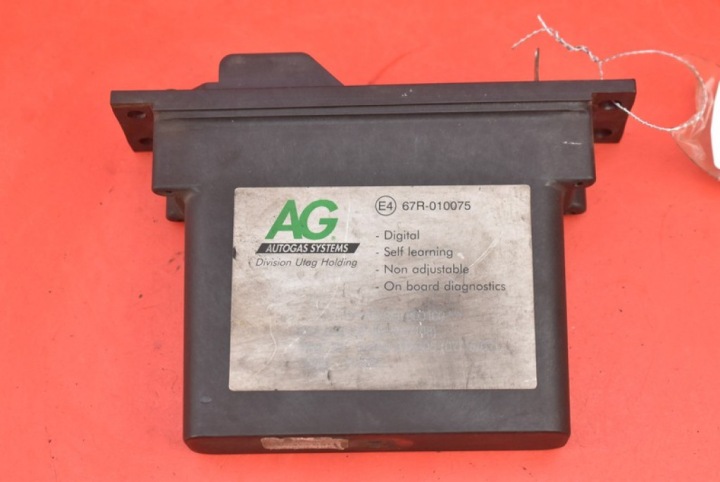 AG
AUTOGAS SYSTEMS
Division Uteg Holding
E4 67R-010075
- Digital
- Self learning
- Non adjustable
- On board diagnostics